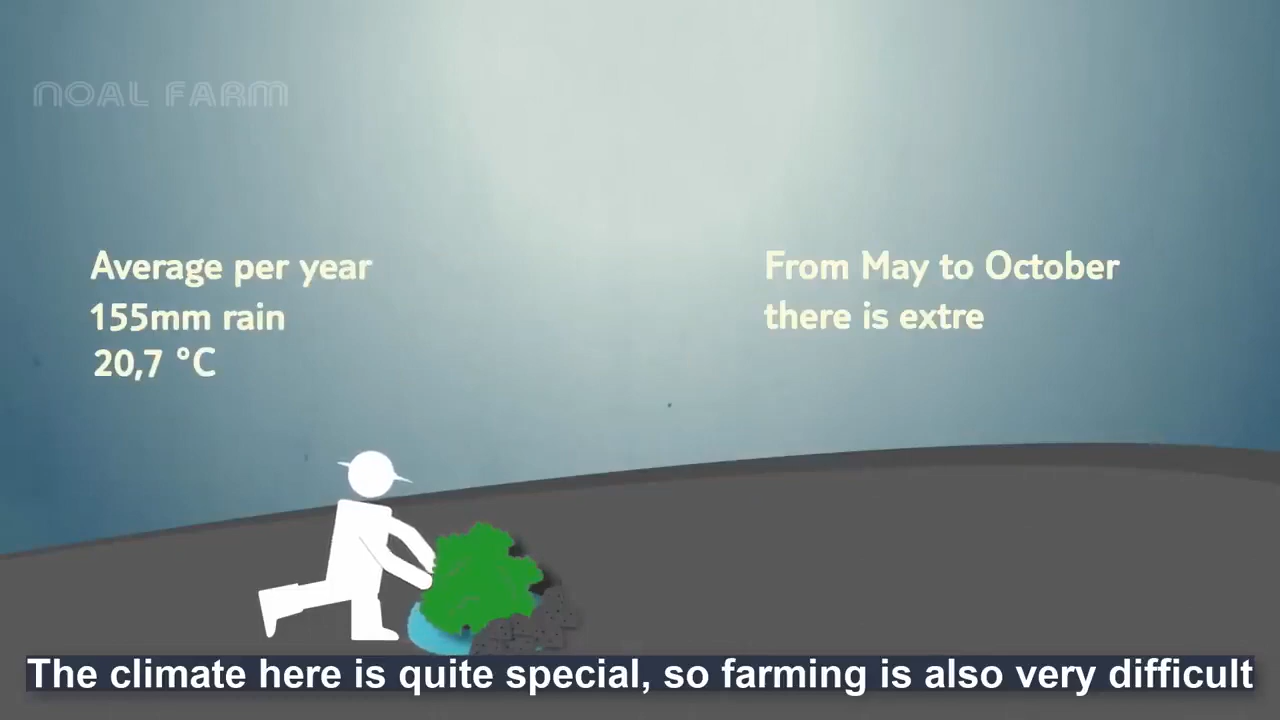 NOAL FARM
Average per year
155mm rain
20,7 °C
From May to October
there is extre
The climate here is quite special, so farming is also very difficult